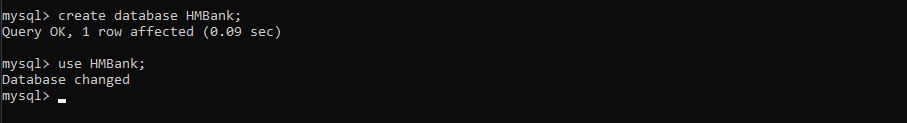 mysql> create database HMBank;
Query OK, 1 row affected (0.09 sec)
mysql> use HMBank;
Database changed
mysql>